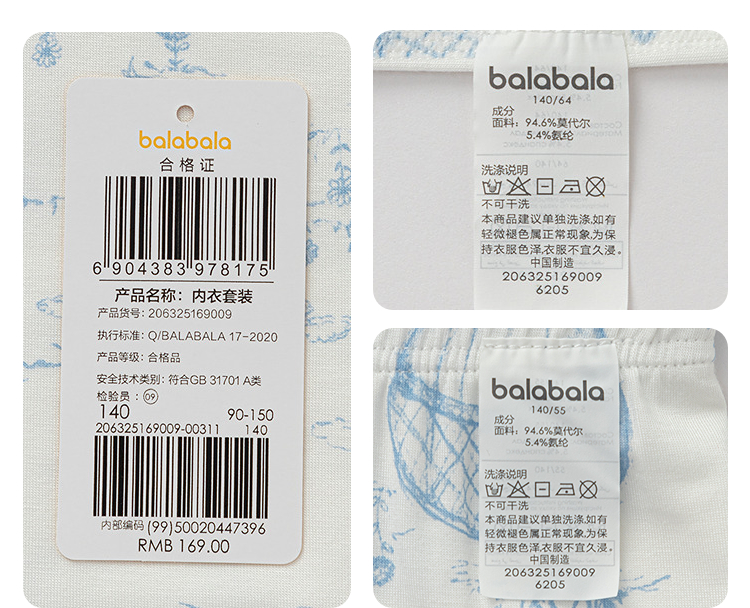 balabala
合格证
6 904383 978175
产品名称：内衣套装
产品货号：206325169009
执行标准：Q/BALABALA 17-2020
产品等级：合格品
安全技术类别：符合GB 31701 A类
检验员：09
140 90-150
206325169009-00311 140
内部编码 (99)50020447396
RMB 169.00
balabala
140/64
成分
面料：94.6%莫代尔
5.4%氨纶
洗涤说明
不可干洗
本商品建议单独洗涤,如有
轻微褪色属正常现象,为保
持衣服色泽,衣服不宜久浸。
中国制造
206325169009
6205
balabala
140/55
成分
面料：94.6%莫代尔
5.4%氨纶
洗涤说明
不可干洗
本商品建议单独洗涤,如有
轻微褪色属正常现象,为保
持衣服色泽,衣服不宜久浸。
中国制造
206325169009
6205